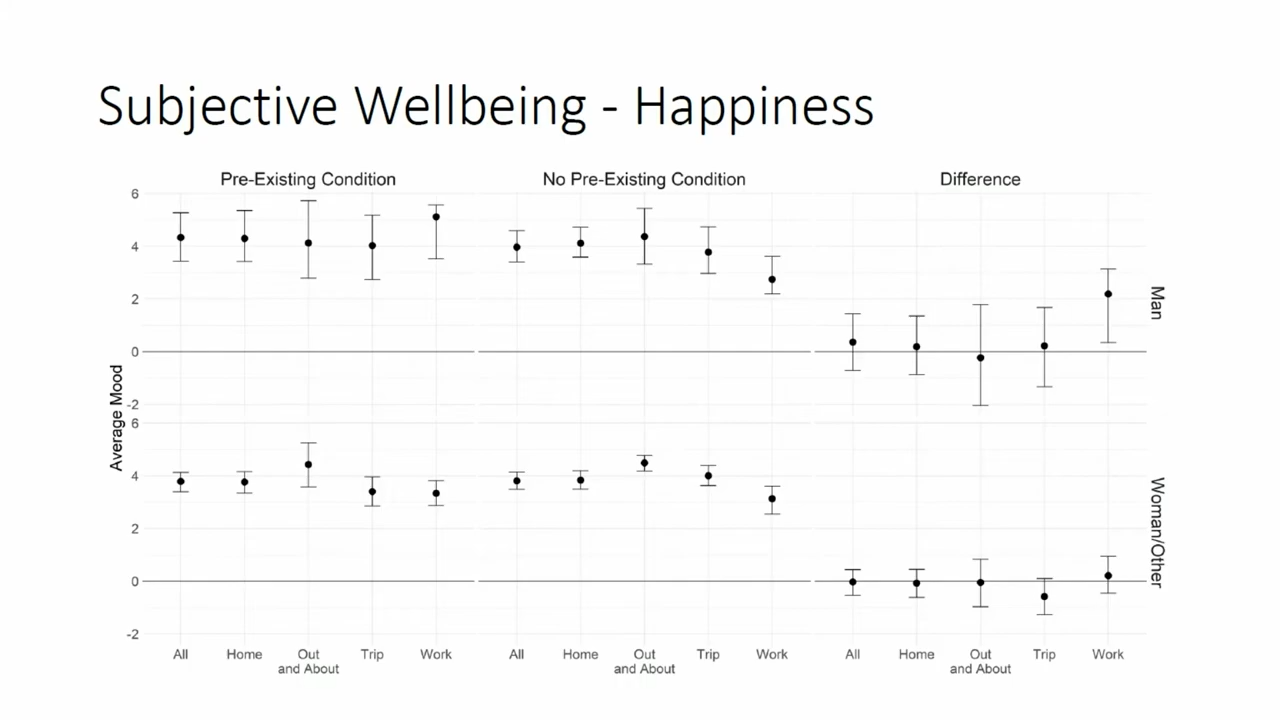 Subjective Wellbeing - Happiness
Pre-Existing Condition
No Pre-Existing Condition
Difference
Average Mood
6
4
2
0
-2
Man
6
4
2
0
-2
Woman/Other
All
Home
Out
and About
Trip
Work
All
Home
Out
and About
Trip
Work
All
Home
Out
and About
Trip
Work